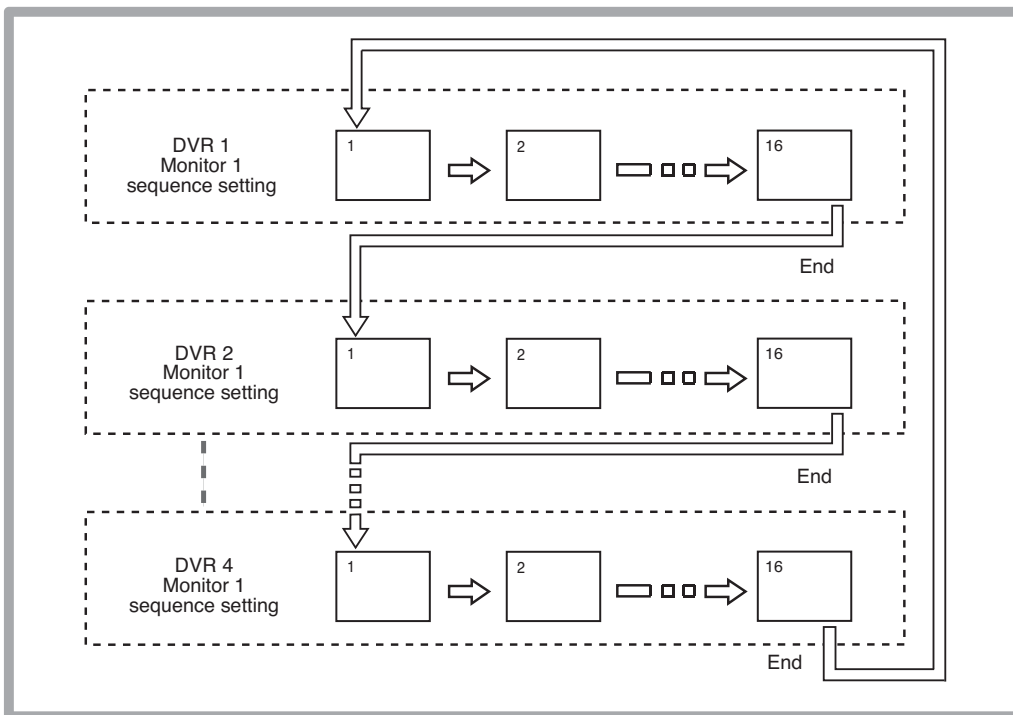 DVR 1
Monitor 1
sequence setting
1
2
16
End
DVR 2
Monitor 1
sequence setting
1
2
16
End
DVR 4
Monitor 1
sequence setting
1
2
16
End